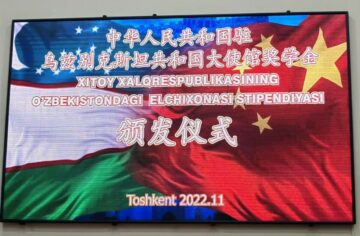 中华人民共和国驻
乌兹别克斯坦共和国大使馆奖学金
XITOY XALQ RESPUBLIKASINING
O'ZBEKISTONDAGI ELCHIXONASI STIPENDIYASI
颁发仪式
Toshkent 2022.11